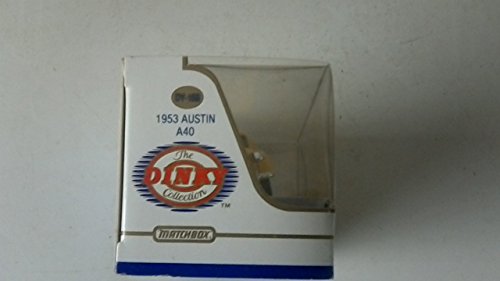 1953 AUSTIN
A40
The
DINKY
Collection
TM
MATCHBOX